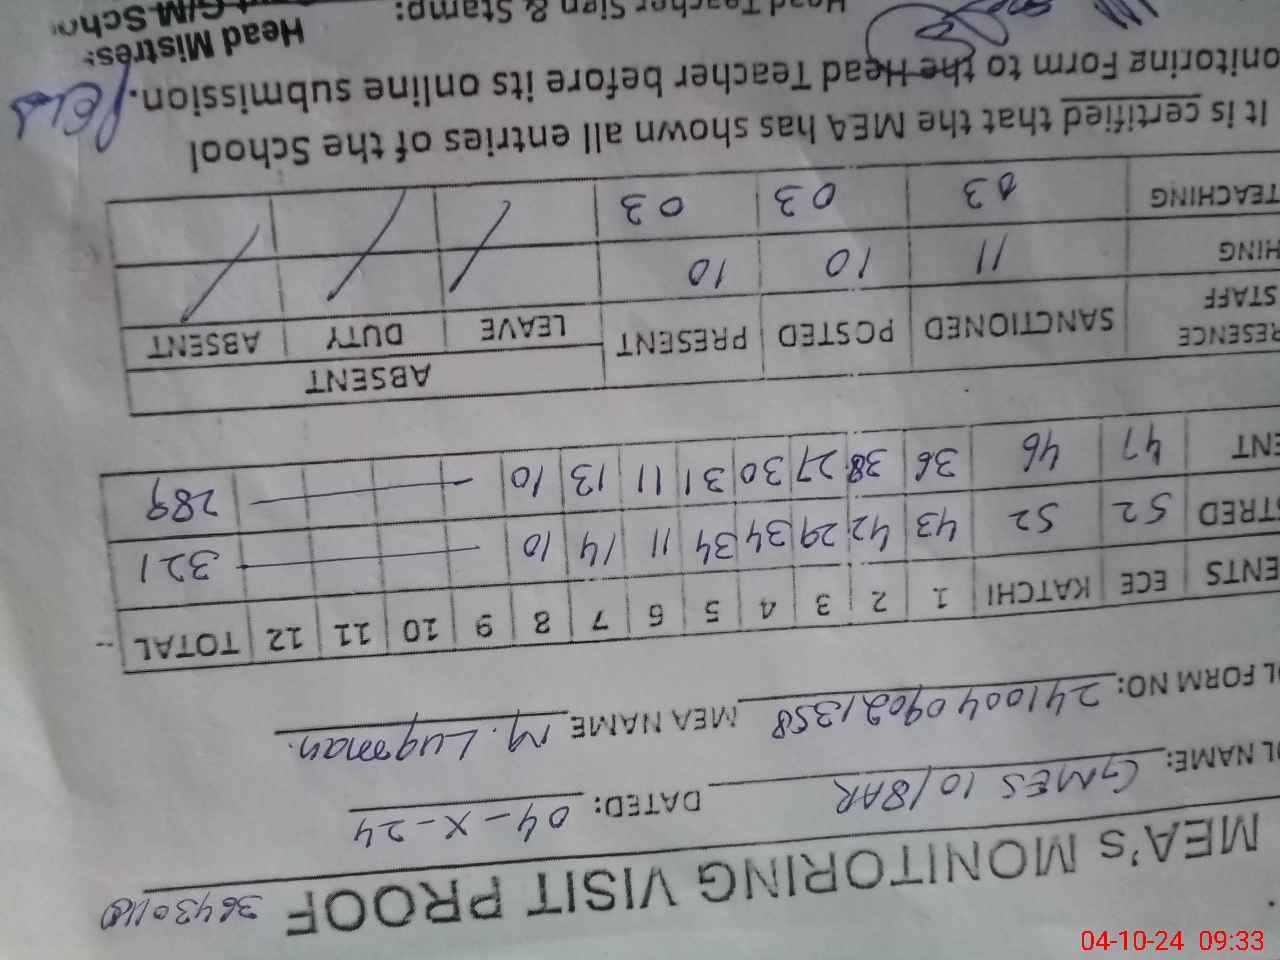 MEA's MONITORING VISIT PROOF
OL NAME: GMES 10/8AR DATED: 04-X-24
OL FORM NO: MEA NAME M. Luqman.
ENTS ECE KATCHI 1 2 3 4 5 6 7 8 9 10 11 12 TOTAL
TRED 52 52 43 42 29 34 34 11 14 10 321
ENT 47 46 36 38 27 30 31 11 13 10 289
RESENCE STAFF SANCTIONED POSTED PRESENT ABSENT
LEAVE DUTY ABSENT
HING 11 10 10
TEACHING 03 03 03
It is certified that the MEA has shown all entries of the School
onitoring Form to the Head Teacher before its online submission.
Head Teacher Sign & Stamp: Head Mistress
G/M Scho
04-10-24 09:33